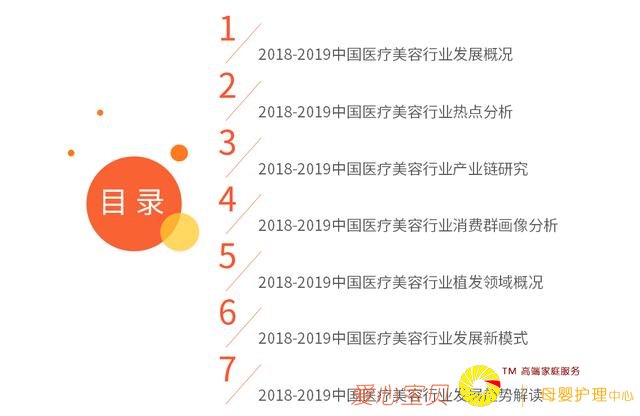 目录
1
2018-2019中国医疗美容行业发展概况
2
2018-2019中国医疗美容行业热点分析
3
2018-2019中国医疗美容行业产业链研究
4
2018-2019中国医疗美容行业消费群画像分析
5
2018-2019中国医疗美容行业植发领域概况
6
2018-2019中国医疗美容行业发展新模式
7
2018-2019中国医疗美容行业发展趋势解读
爱心宝贝
TM 高端家庭服务
母婴护理中心